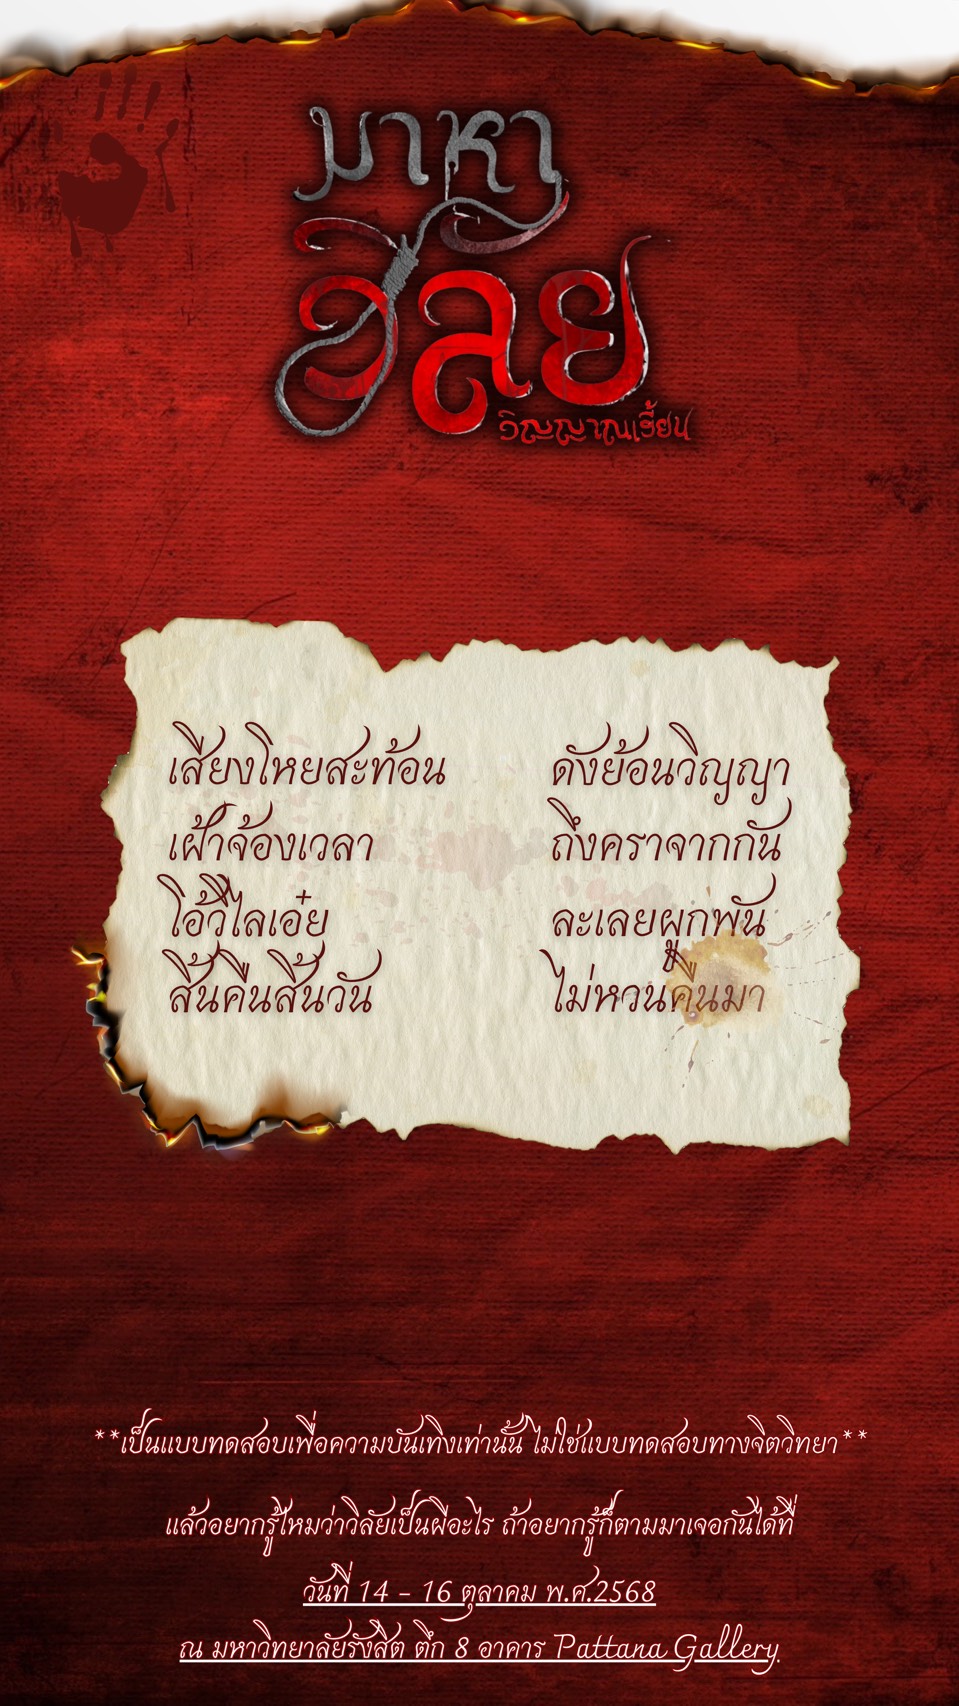 มาหา
วิลัย
วิญญาณเฮี้ยน
เสียงโหยสะท้อน ดังย้อนวิญญา
เฝ้าจ้องเวลา ถึงคราจากกัน
โอ้วิไลเอ๋ย ละเลยผูกพัน
สิ้นคืนสิ้นวัน ไม่หวนคืนมา
**เป็นแบบทดสอบเพื่อความบันเทิงเท่านั้น ไม่ใช่แบบทดสอบทางจิตวิทยา**
แล้วอยากรู้ไหมว่าวิลัยเป็นผีอะไร ถ้าอยากรู้ก็ตามมาเจอกันได้ที่
วันที่ 14 - 16 ตุลาคม พ.ศ.2568
ณ มหาวิทยาลัยรังสิต ตึก 8 อาคาร Pattana Gallery